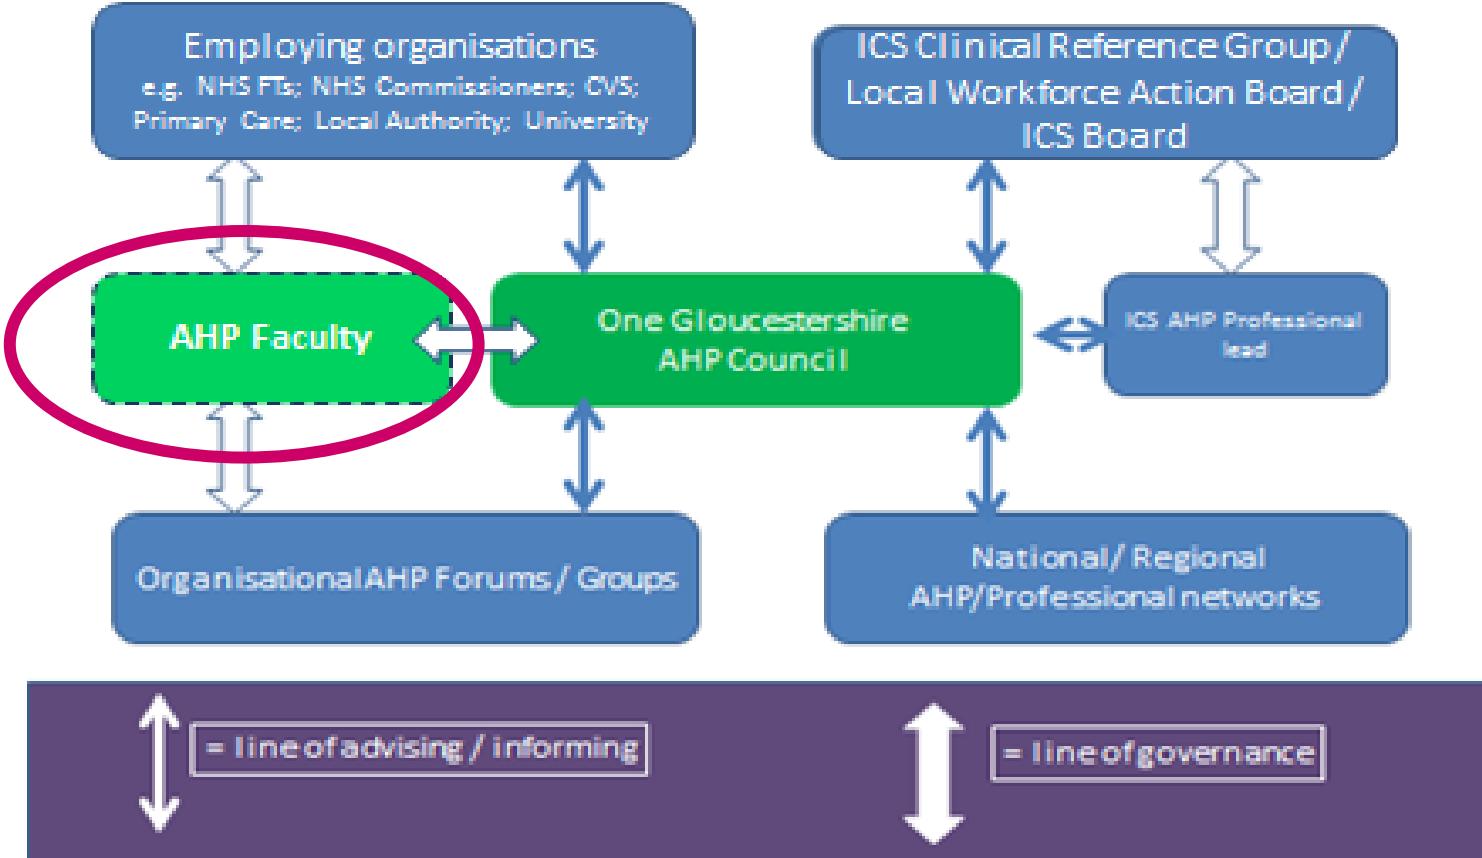 Employing organisations
e.g. NHS FTs; NHS Commissioners; CVS;
Primary Care; Local Authority; University
ICS Clinical Reference Group/
Local Workforce Action Board/
ICS Board
AHP Faculty
One Gloucestershire
AHP Council
ICS AHP Professional
lead
Organisational AHP Forums / Groups
National/ Regional
AHP/Professional networks
= line of advising / informing
= line of governance